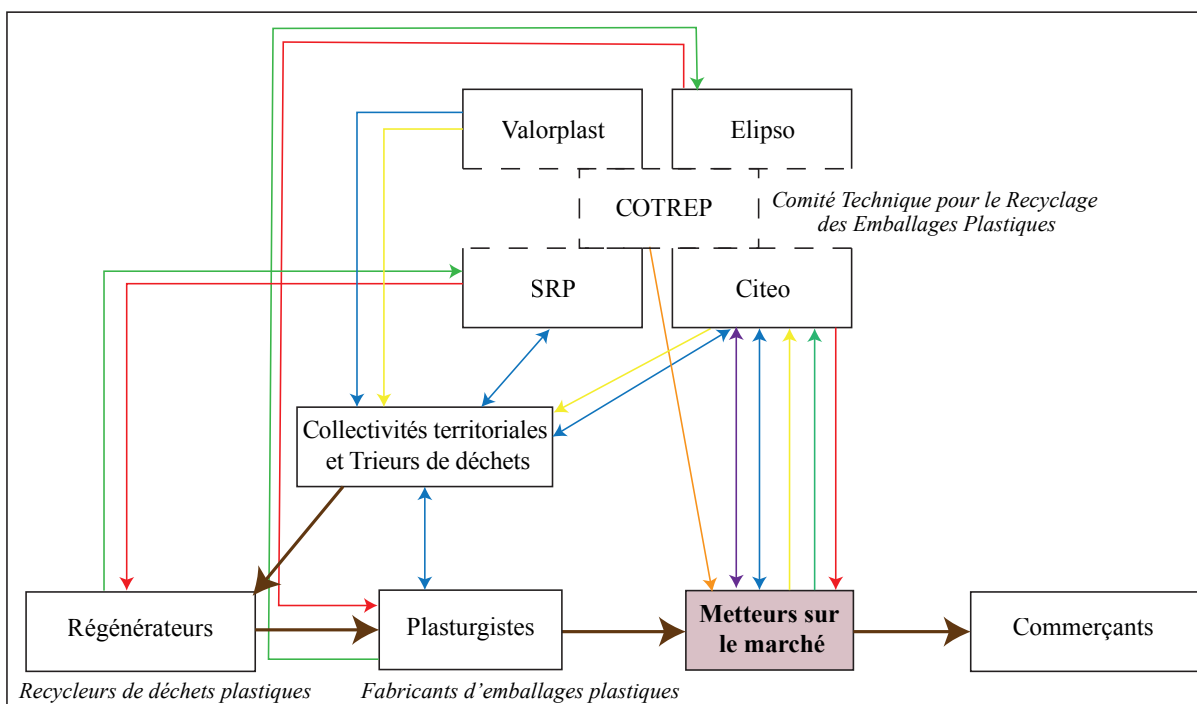 Valorplast
Elipso
COTREP
Comité Technique pour le Recyclage
des Emballages Plastiques
SRP
Citeo
Collectivités territoriales
et Trieurs de déchets
Régénérateurs
Plasturgistes
Metteurs sur
le marché
Commerçants
Recycleurs de déchets plastiques
Fabricants d’emballages plastiques